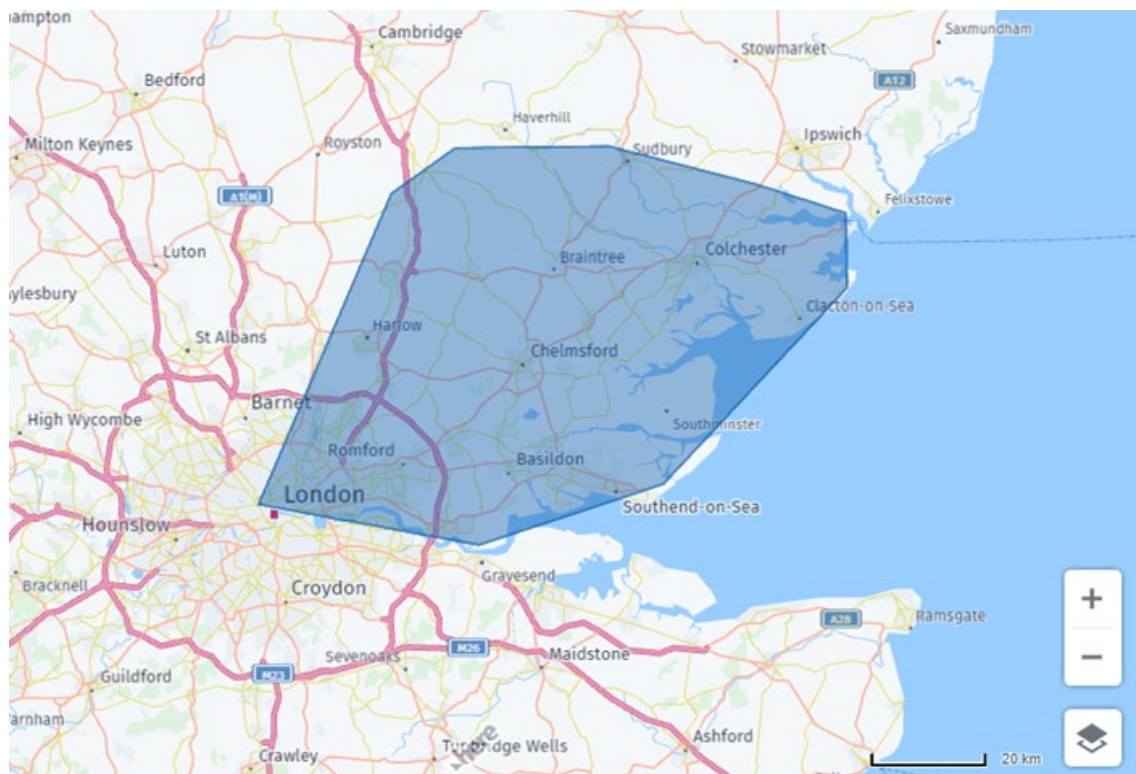 ampton
Cambridge
Saxmundham
Stowmarket
Bedford
A12
Haverhill
Ipswich
Milton Keynes
Royston
Sudbury
A1(M)
Felixstowe
Luton
Colchester
Braintree
aylesbury
Clacton-on-Sea
Harlow
St Albans
Chelmsford
Barnet
High Wycombe
Southminster
Romford
Basildon
London
Southend-on-Sea
Hounslow
Gravesend
Bracknell
Croydon
+
A28
Ramsgate
M26
Sevenoaks
Maidstone
−
M23
Guildford
arnham
here
Tunbridge Wells
Ashford
Crawley
20 km